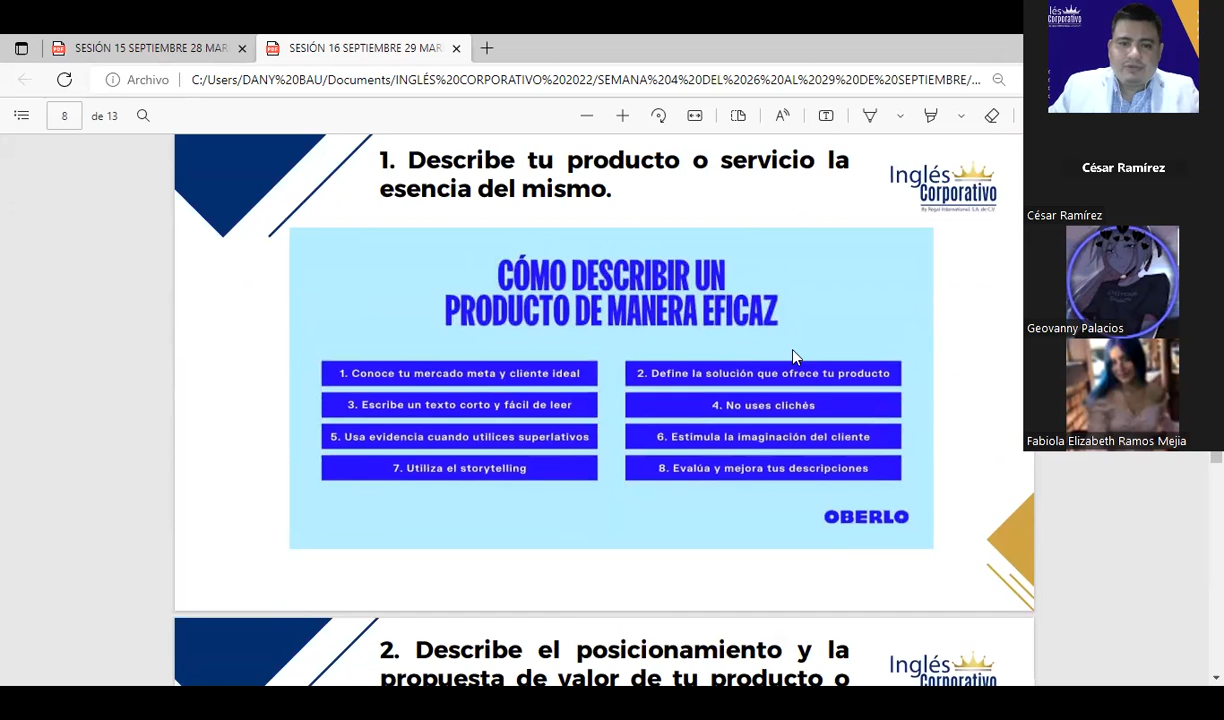 SESIÓN 15 SEPTIEMBRE 28 MAR
SESIÓN 16 SEPTIEMBRE 29 MAR
Archivo
C:/Users/DANY%20BAU/Documents/INGLÉS%20CORPORATIVO%202022/SEMANA%204%20DEL%2026%20AL%2029%20DE%20SEPTIEMBRE/...
8
de 13
1. Describe tu producto o servicio la
esencia del mismo.
Inglés
Corporativo
CÓMO DESCRIBIR UN
PRODUCTO DE MANERA EFICAZ
1. Conoce tu mercado meta y cliente ideal
2. Define la solución que ofrece tu producto
3. Escribe un texto corto y fácil de leer
4. No uses clichés
5. Usa evidencia cuando utilices superlativos
6. Estimula la imaginación del cliente
7. Utiliza el storytelling
8. Evalúa y mejora tus descripciones
OBERLO
2. Describe el posicionamiento y la
propuesta de valor de tu producto o
Inglés
Corporativo
lés
Corporativo
César Ramírez
César Ramírez
Geovanny Palacios
Fabiola Elizabeth Ramos Mejia